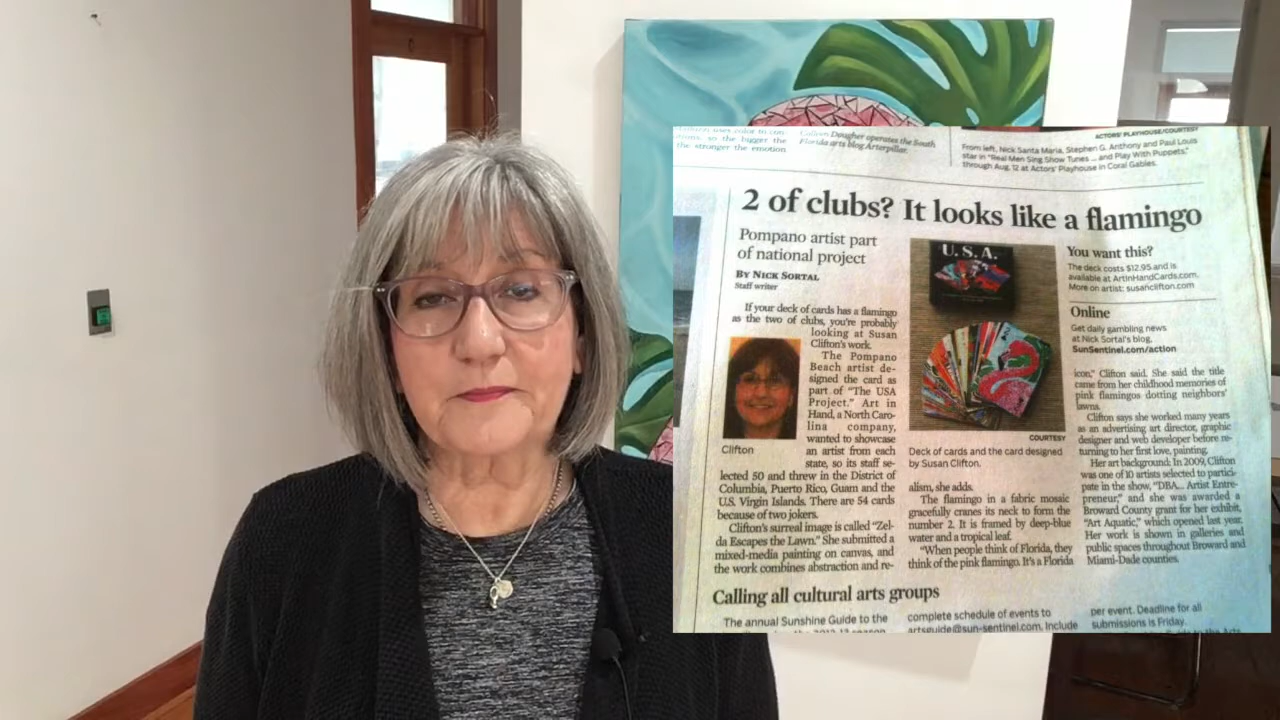 ACTORS' PLAYHOUSE/COURTESY
uses color to con-
so the bigger the
the stronger the emotion
Colleen Dougher operates the South
Florida arts blog Arterpillar.
From left, Nick Santa Maria, Stephen G. Anthony and Paul Louis
star in "Real Men Sing Show Tunes ... and Play With Puppets,"
through Aug. 12 at Actors' Playhouse in Coral Gables.
2 of clubs? It looks like a flamingo
Pompano artist part
of national project
BY NICK SORTAL
Staff writer
If your deck of cards has a flamingo
as the two of clubs, you're probably
looking at Susan
Clifton's work.
The Pompano
Beach artist de-
signed the card as
part of "The USA
Project." Art in
Hand, a North Caro-
lina company,
wanted to showcase
an artist from each
state, so its staff se-
Clifton
lected 50 and threw in the District of
Columbia, Puerto Rico, Guam and the
U.S. Virgin Islands. There are 54 cards
because of two jokers.
Clifton's surreal image is called "Zel-
da Escapes the Lawn." She submitted a
mixed-media painting on canvas, and
the work combines abstraction and re-
U.S.A.
COURTESY
Deck of cards and the card designed
by Susan Clifton.
alism, she adds.
The flamingo in a fabric mosaic
gracefully cranes its neck to form the
number 2. It is framed by deep-blue
water and a tropical leaf.
"When people think of Florida, they
think of the pink flamingo. It's a Florida
You want this?
The deck costs $12.95 and is
available at ArtInHandCards.com.
More on artist: susanclifton.com
Online
Get daily gambling news
at Nick Sortal's blog,
SunSentinel.com/action
icon," Clifton said. She said the title
came from her childhood memories of
pink flamingos dotting neighbors'
lawns.
Clifton says she worked many years
as an advertising art director, graphic
designer and web developer before re-
turning to her first love, painting.
Her art background: In 2009, Clifton
was one of 10 artists selected to partici-
pate in the show, "DBA... Artist Entre-
preneur," and she was awarded a
Broward County grant for her exhibit,
"Art Aquatic," which opened last year.
Her work is shown in galleries and
public spaces throughout Broward and
Miami-Dade counties.
Calling all cultural arts groups
The annual Sunshine Guide to the
complete schedule of events to
artsguide@sun-sentinel.com. Include
per event. Deadline for all
submissions is Friday.